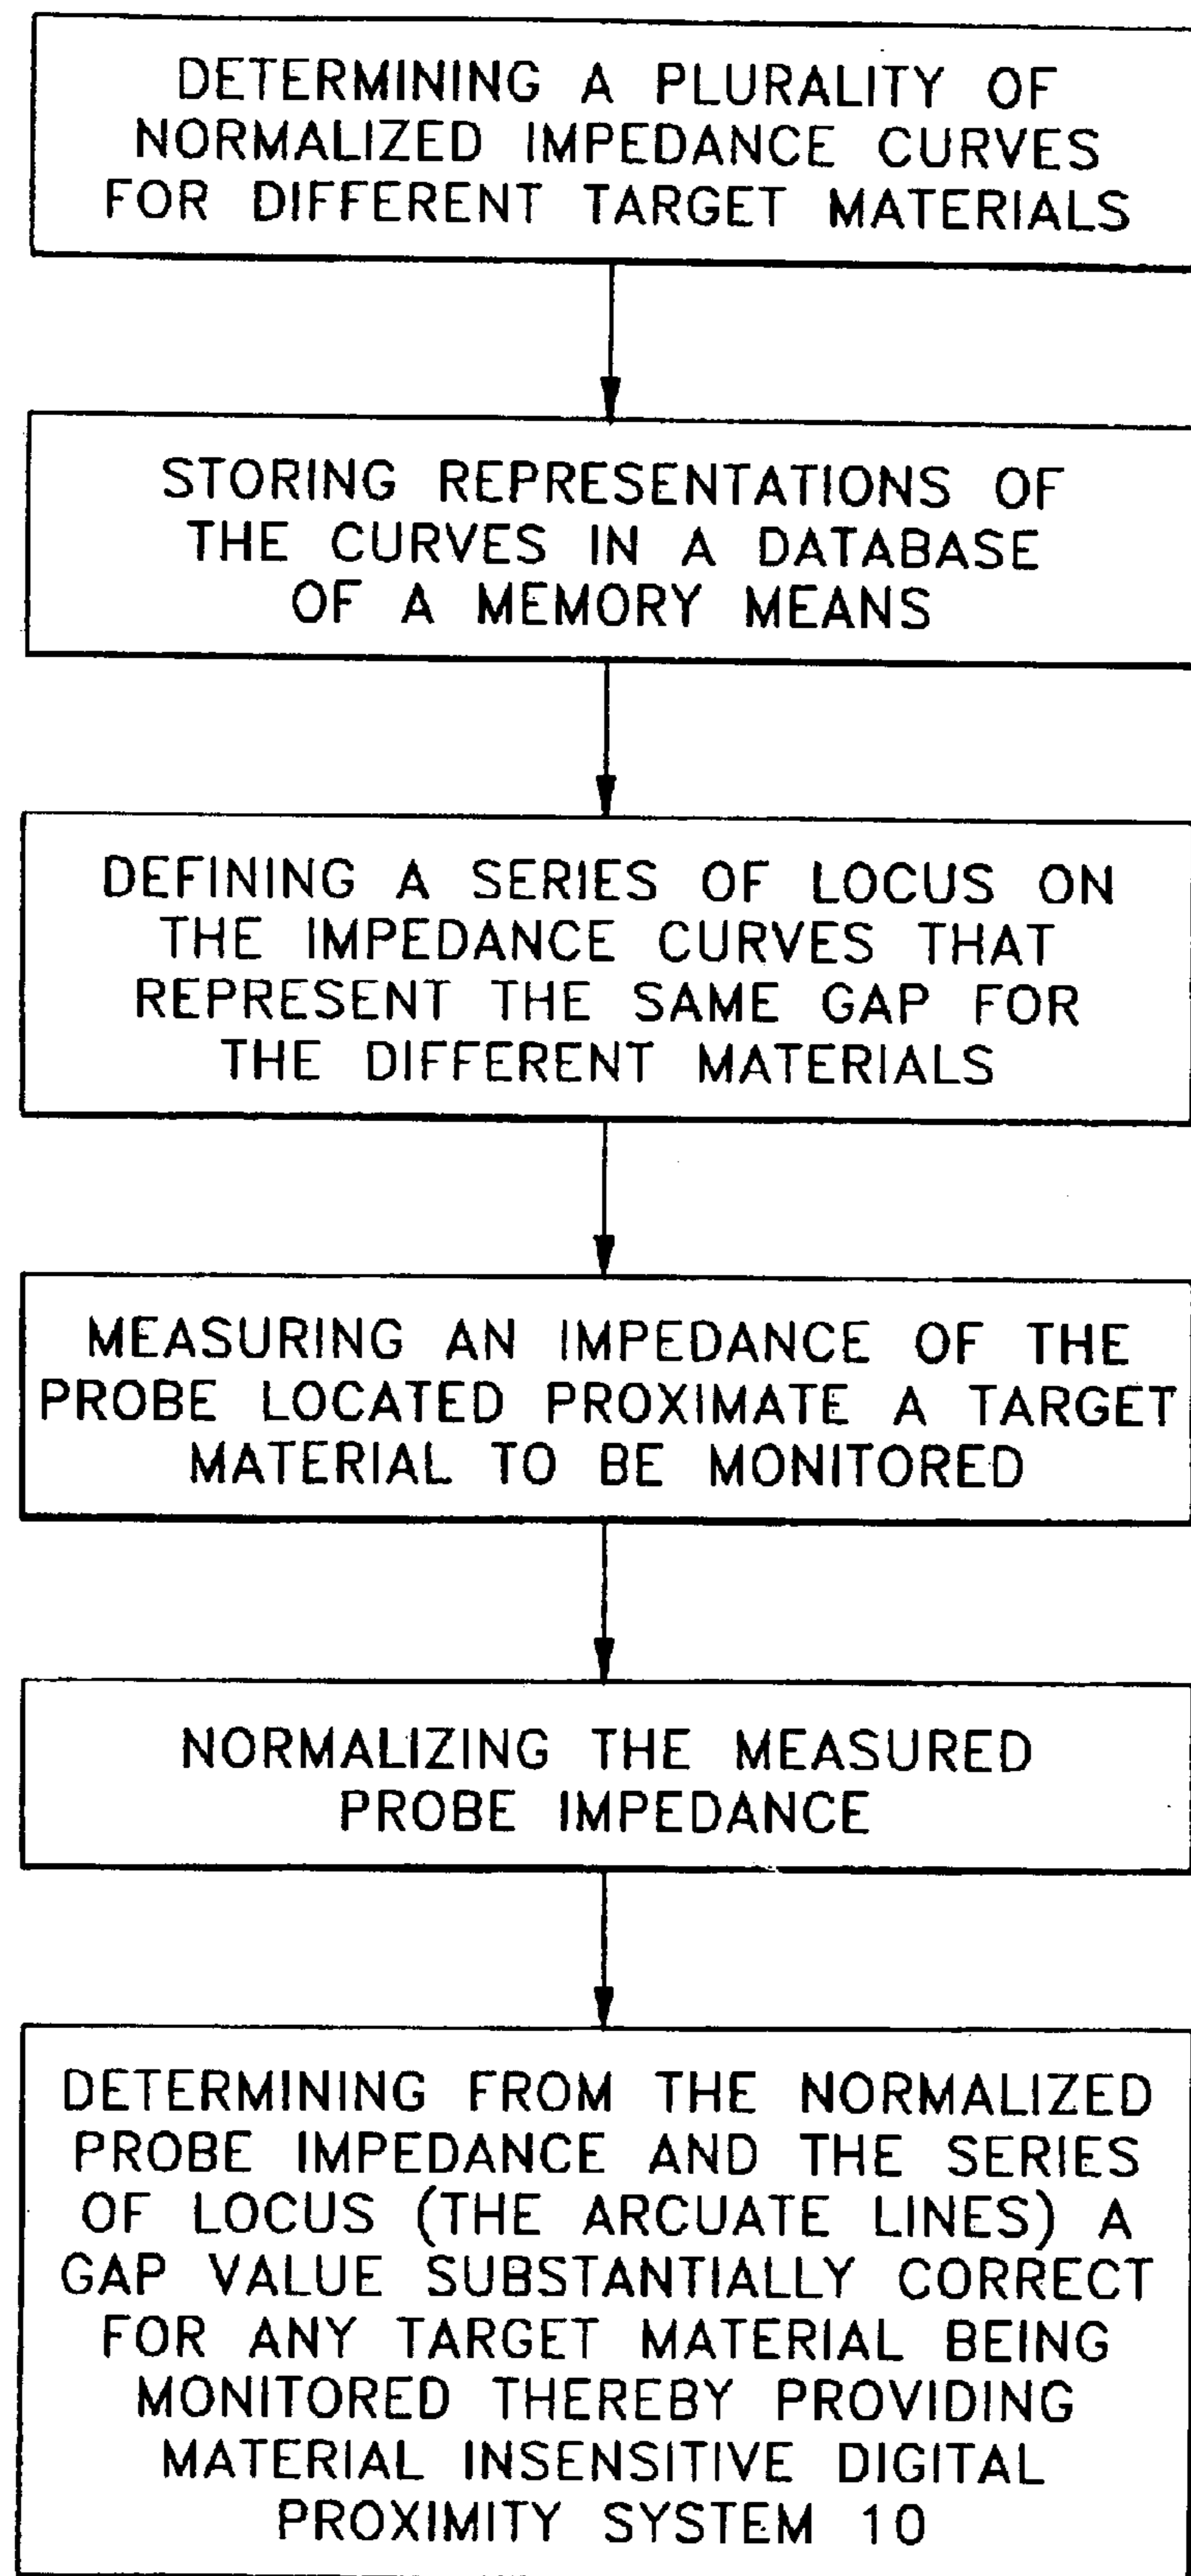 DETERMINING A PLURALITY OF
NORMALIZED IMPEDANCE CURVES
FOR DIFFERENT TARGET MATERIALS
STORING REPRESENTATIONS OF
THE CURVES IN A DATABASE
OF A MEMORY MEANS
DEFINING A SERIES OF LOCUS ON
THE IMPEDANCE CURVES THAT
REPRESENT THE SAME GAP FOR
THE DIFFERENT MATERIALS
MEASURING AN IMPEDANCE OF THE
PROBE LOCATED PROXIMATE A TARGET
MATERIAL TO BE MONITORED
NORMALIZING THE MEASURED
PROBE IMPEDANCE
DETERMINING FROM THE NORMALIZED
PROBE IMPEDANCE AND THE SERIES
OF LOCUS (THE ARCUATE LINES) A
GAP VALUE SUBSTANTIALLY CORRECT
FOR ANY TARGET MATERIAL BEING
MONITORED THEREBY PROVIDING
MATERIAL INSENSITIVE DIGITAL
PROXIMITY SYSTEM 10